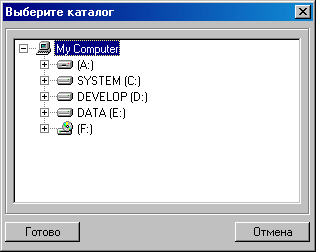 Выберите каталог
My Computer
(A:)
SYSTEM (C:)
DEVELOP (D:)
DATA (E:)
(F:)
Готово
Отмена